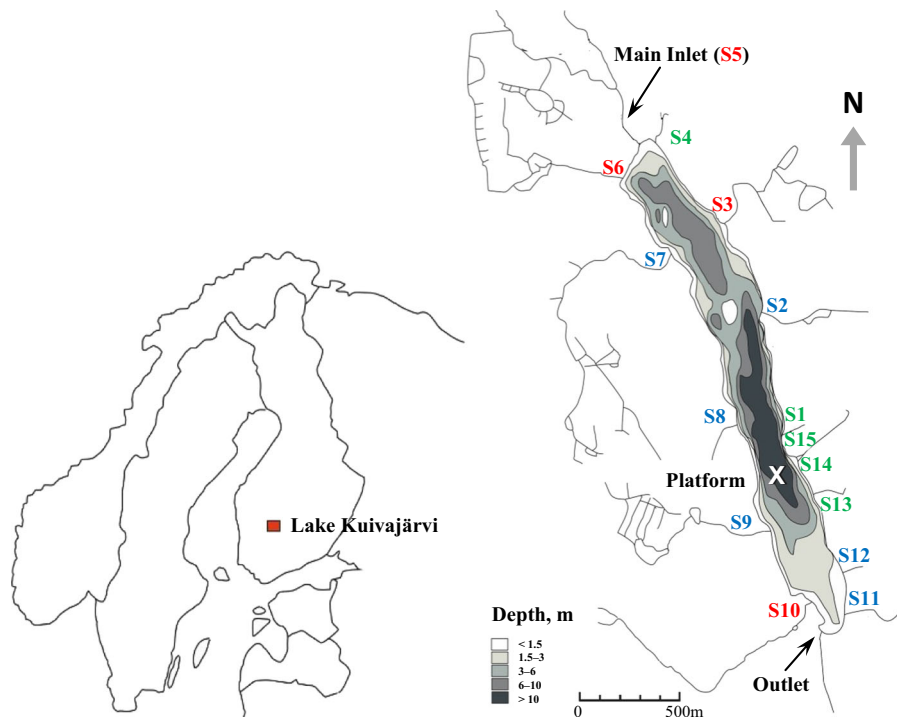 Main Inlet (S5)
N
S4
S6
S3
S7
S2
S8
S1
S15
S14
X
Platform
S13
S9
Lake Kuivajärvi
S12
S10
S11
Depth, m
< 1.5
1.5–3
3–6
6–10
> 10
Outlet
0 500m